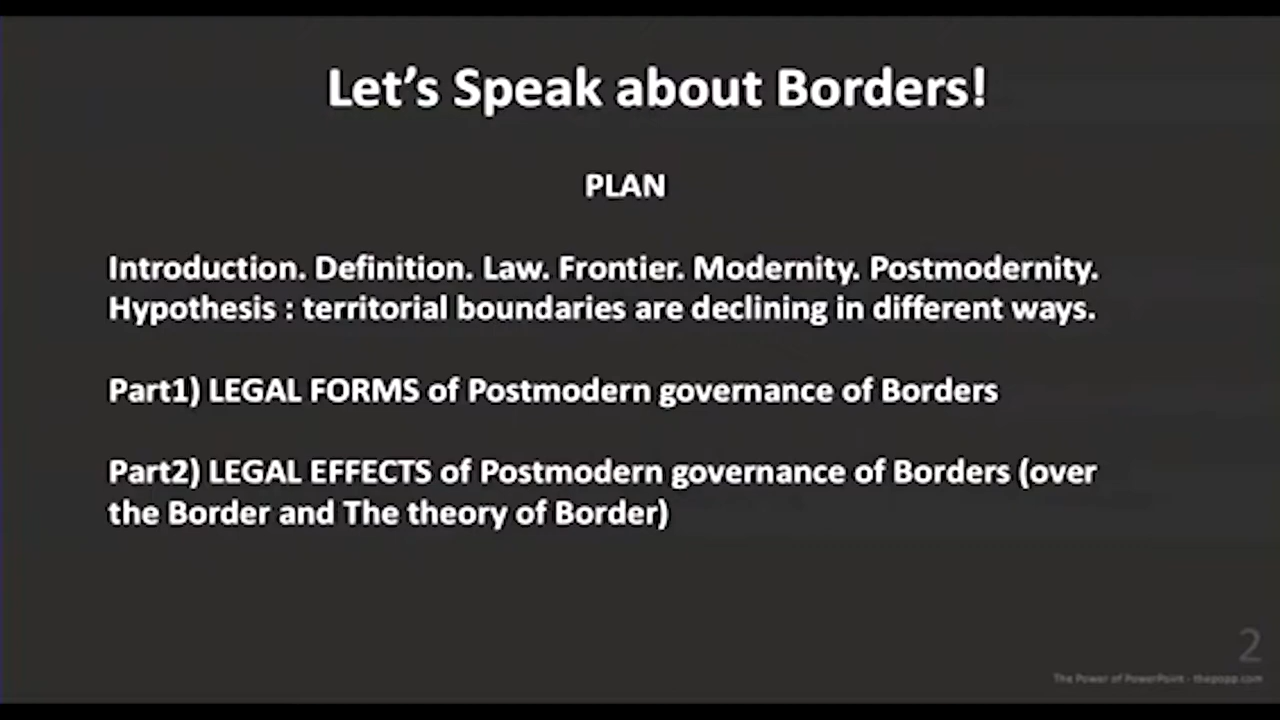 Let’s Speak about Borders!
PLAN
Introduction. Definition. Law. Frontier. Modernity. Postmodernity.
Hypothesis : territorial boundaries are declining in different ways.
Part1) LEGAL FORMS of Postmodern governance of Borders
Part2) LEGAL EFFECTS of Postmodern governance of Borders (over
the Border and The theory of Border)
2
The Power of PowerPoint - thepopp.com